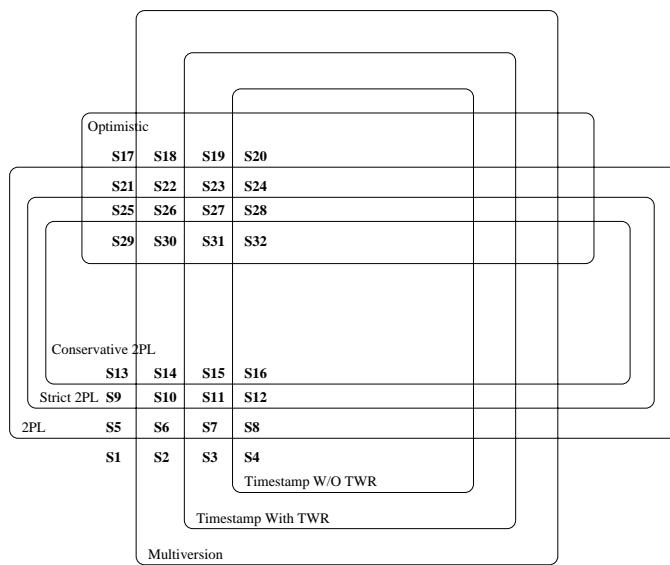 Optimistic
S17 S18 S19 S20
S21 S22 S23 S24
S25 S26 S27 S28
S29 S30 S31 S32
Conservative 2PL
S13 S14 S15 S16
Strict 2PL S9 S10 S11 S12
2PL S5 S6 S7 S8
S1 S2 S3 S4
Timestamp W/O TWR
Timestamp With TWR
Multiversion